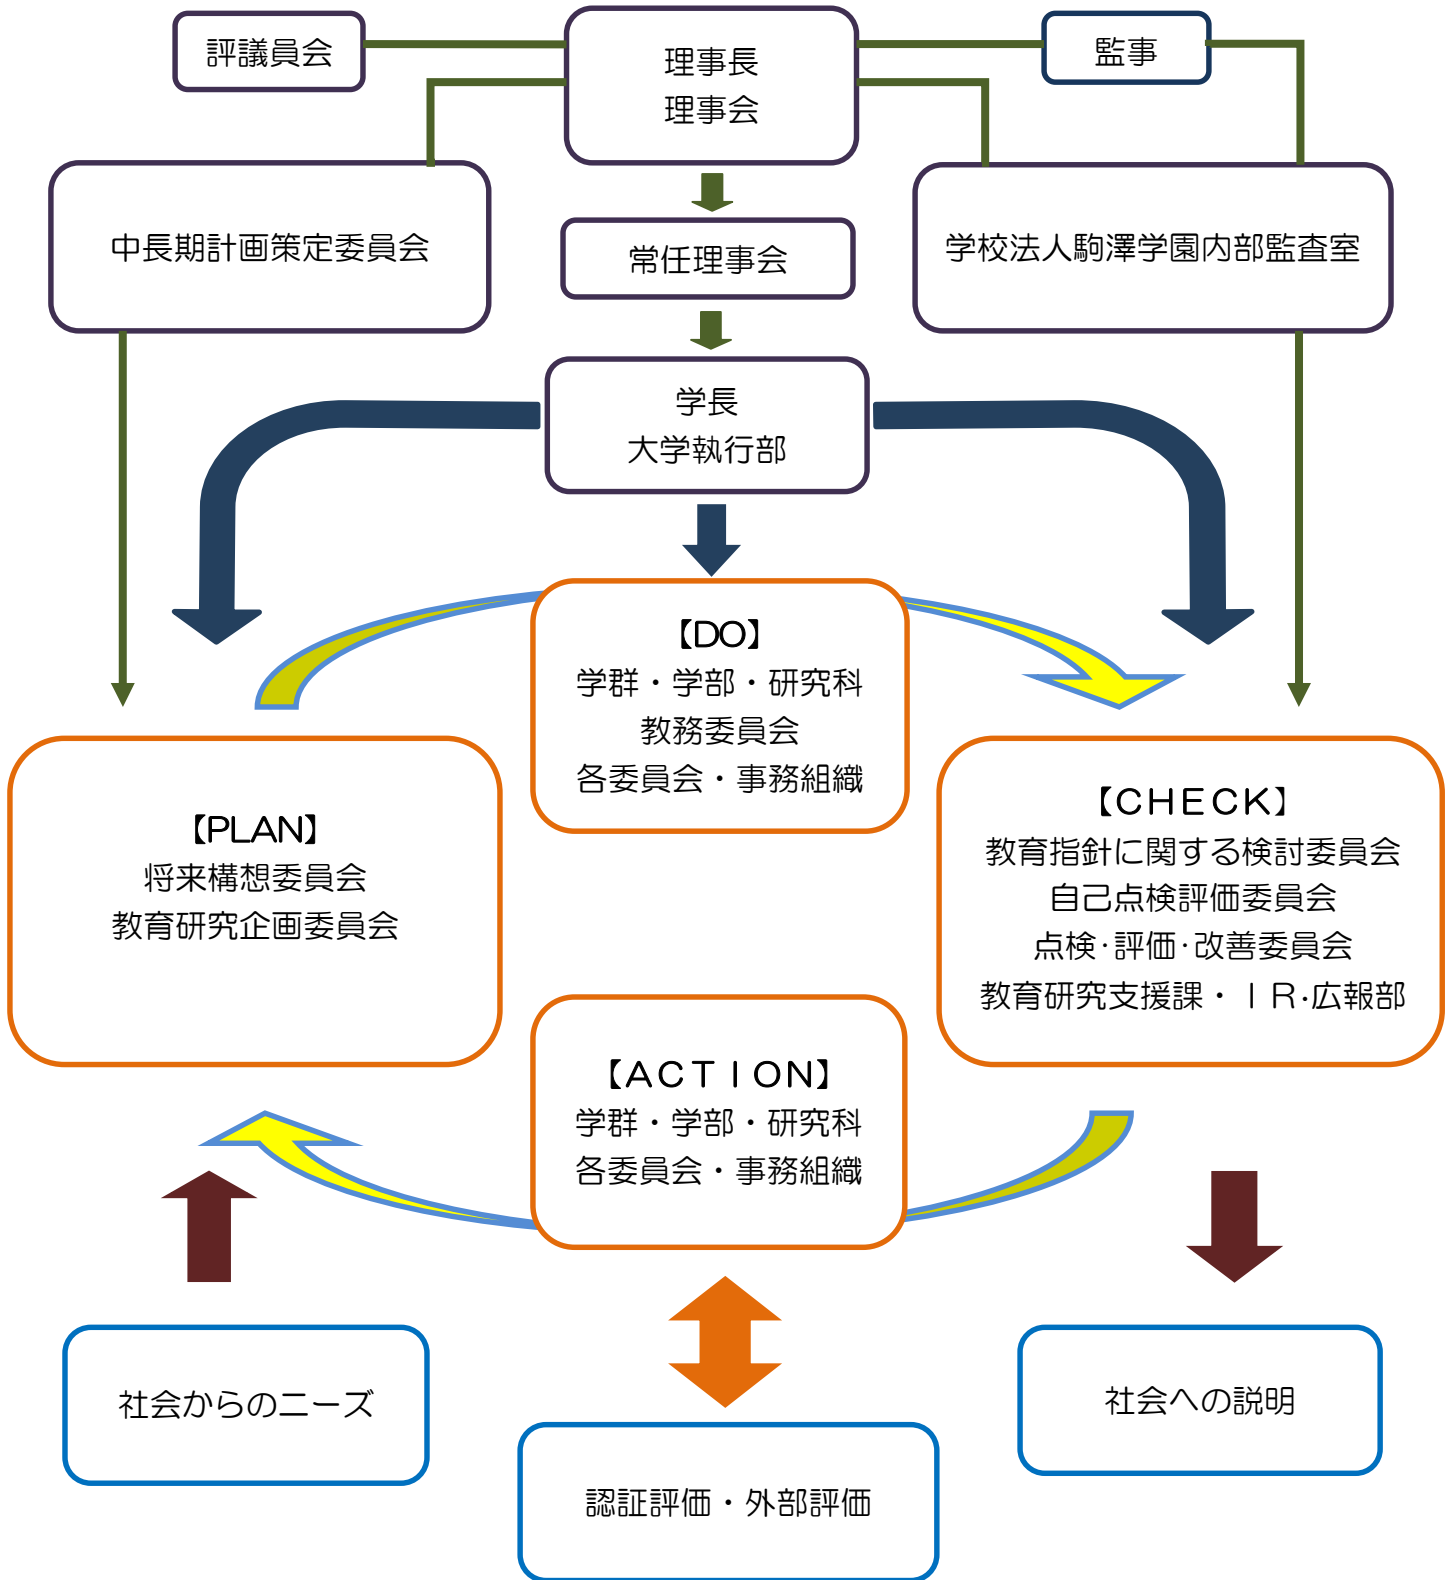 評議員会
理事長
理事会
監事
中長期計画策定委員会
常任理事会
学校法人駒澤学園内部監査室
学長
大学執行部
【DO】
学群・学部・研究科
教務委員会
各委員会・事務組織
【PLAN】
将来構想委員会
教育研究企画委員会
【CHECK】
教育指針に関する検討委員会
自己点検評価委員会
点検・評価・改善委員会
教育研究支援課・IR・広報部
【ACTION】
学群・学部・研究科
各委員会・事務組織
社会からのニーズ
認証評価・外部評価
社会への説明